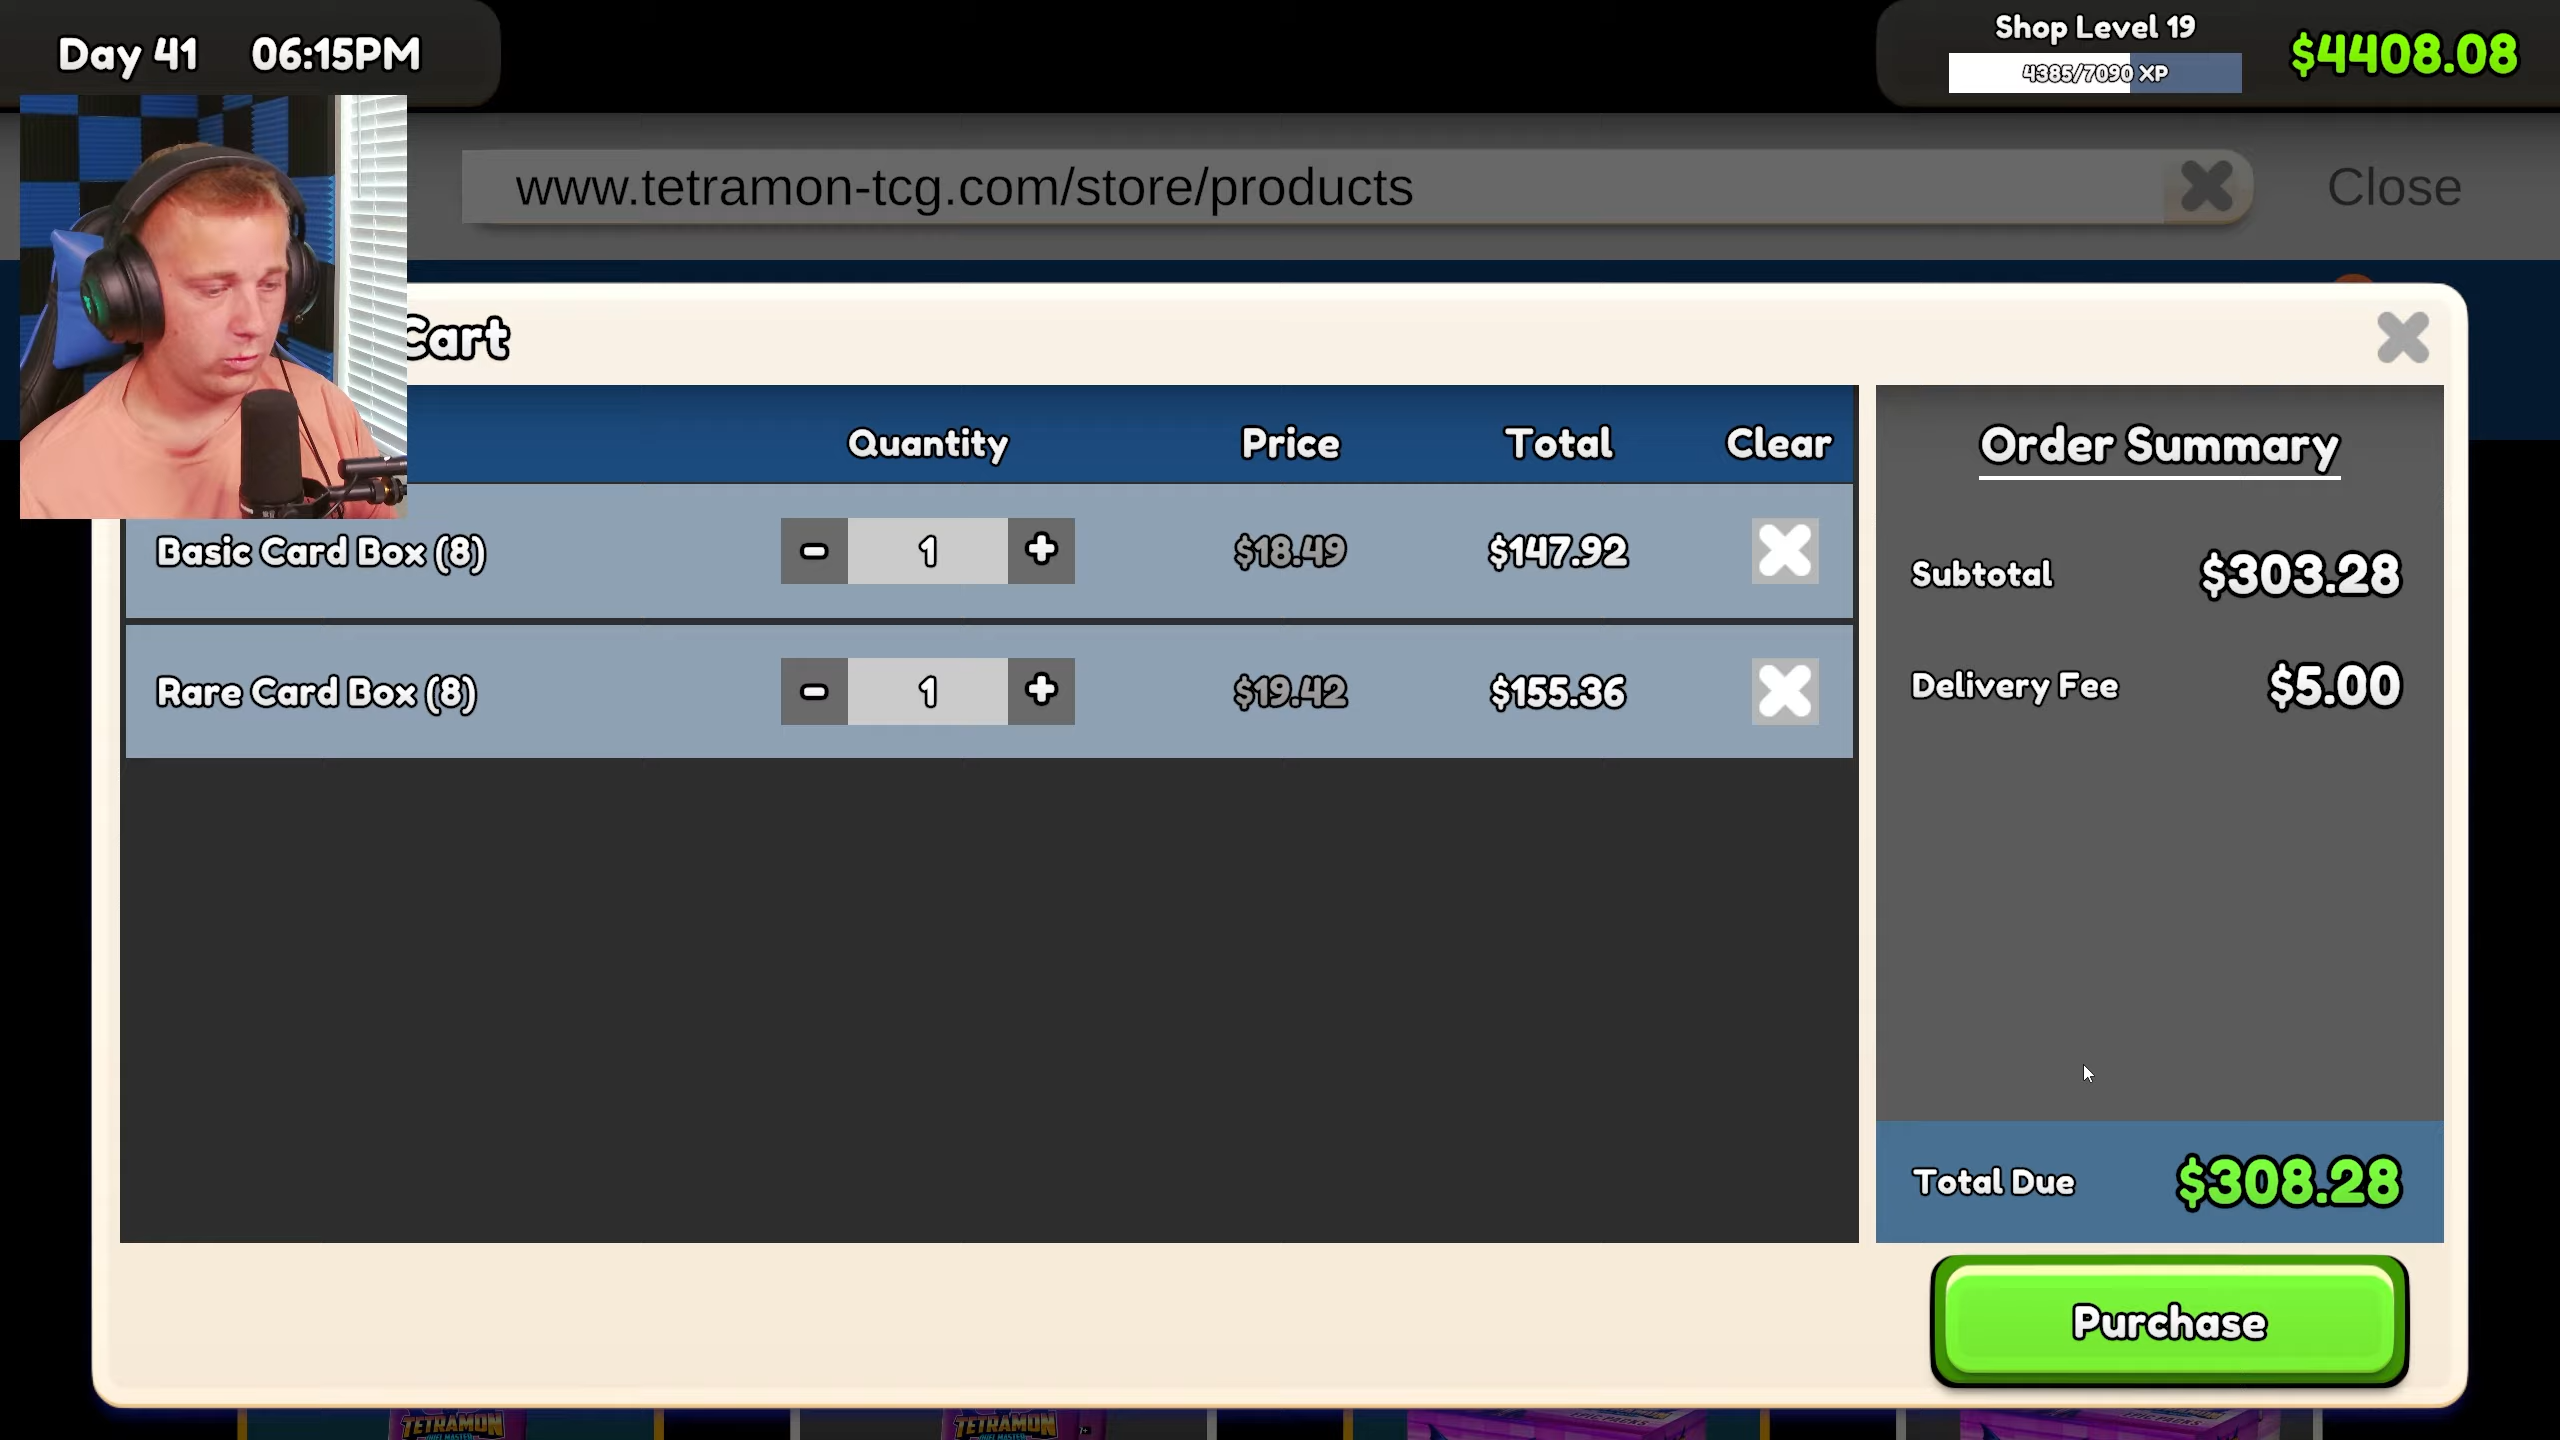 Day 41 06:15PM
Shop Level 19
4385/7090 XP
$4408.08
www.tetramon-tcg.com/store/products
Close
Cart
Quantity Price Total Clear
Basic Card Box (8) - 1 + $18.49 $147.92
Rare Card Box (8) - 1 + $19.42 $155.36
Order Summary
Subtotal $303.28
Delivery Fee $5.00
Total Due $308.28
Purchase
TETRAMON
TETRAMON